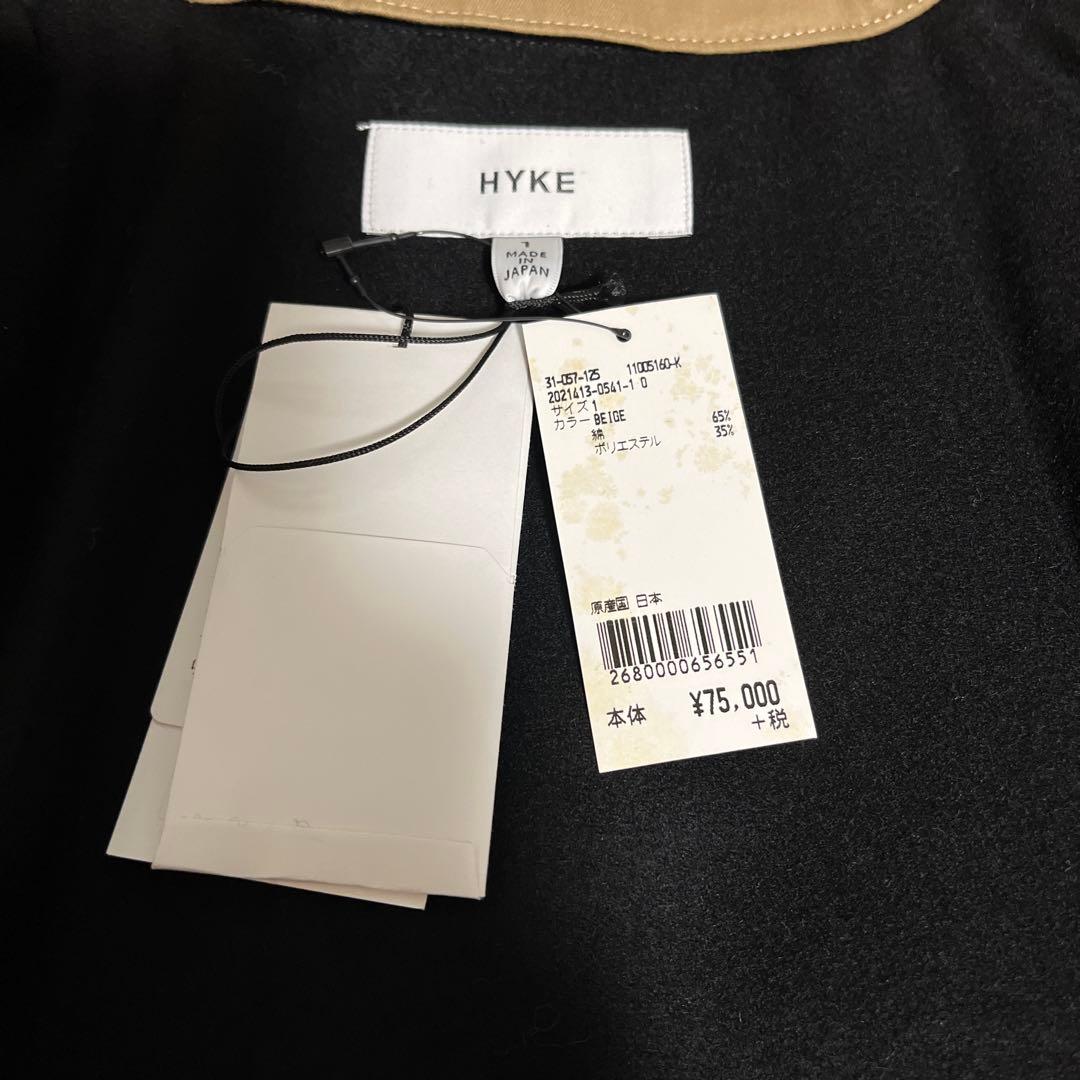 HYKE
1
MADE
IN
JAPAN
31-057-125 11005160-K
2021413-0541-1 0
サイズ 1
カラー BEIGE
綿 65%
ポリエステル 35%
原産国 日本
2680000656551
本体 ¥75,000
+税